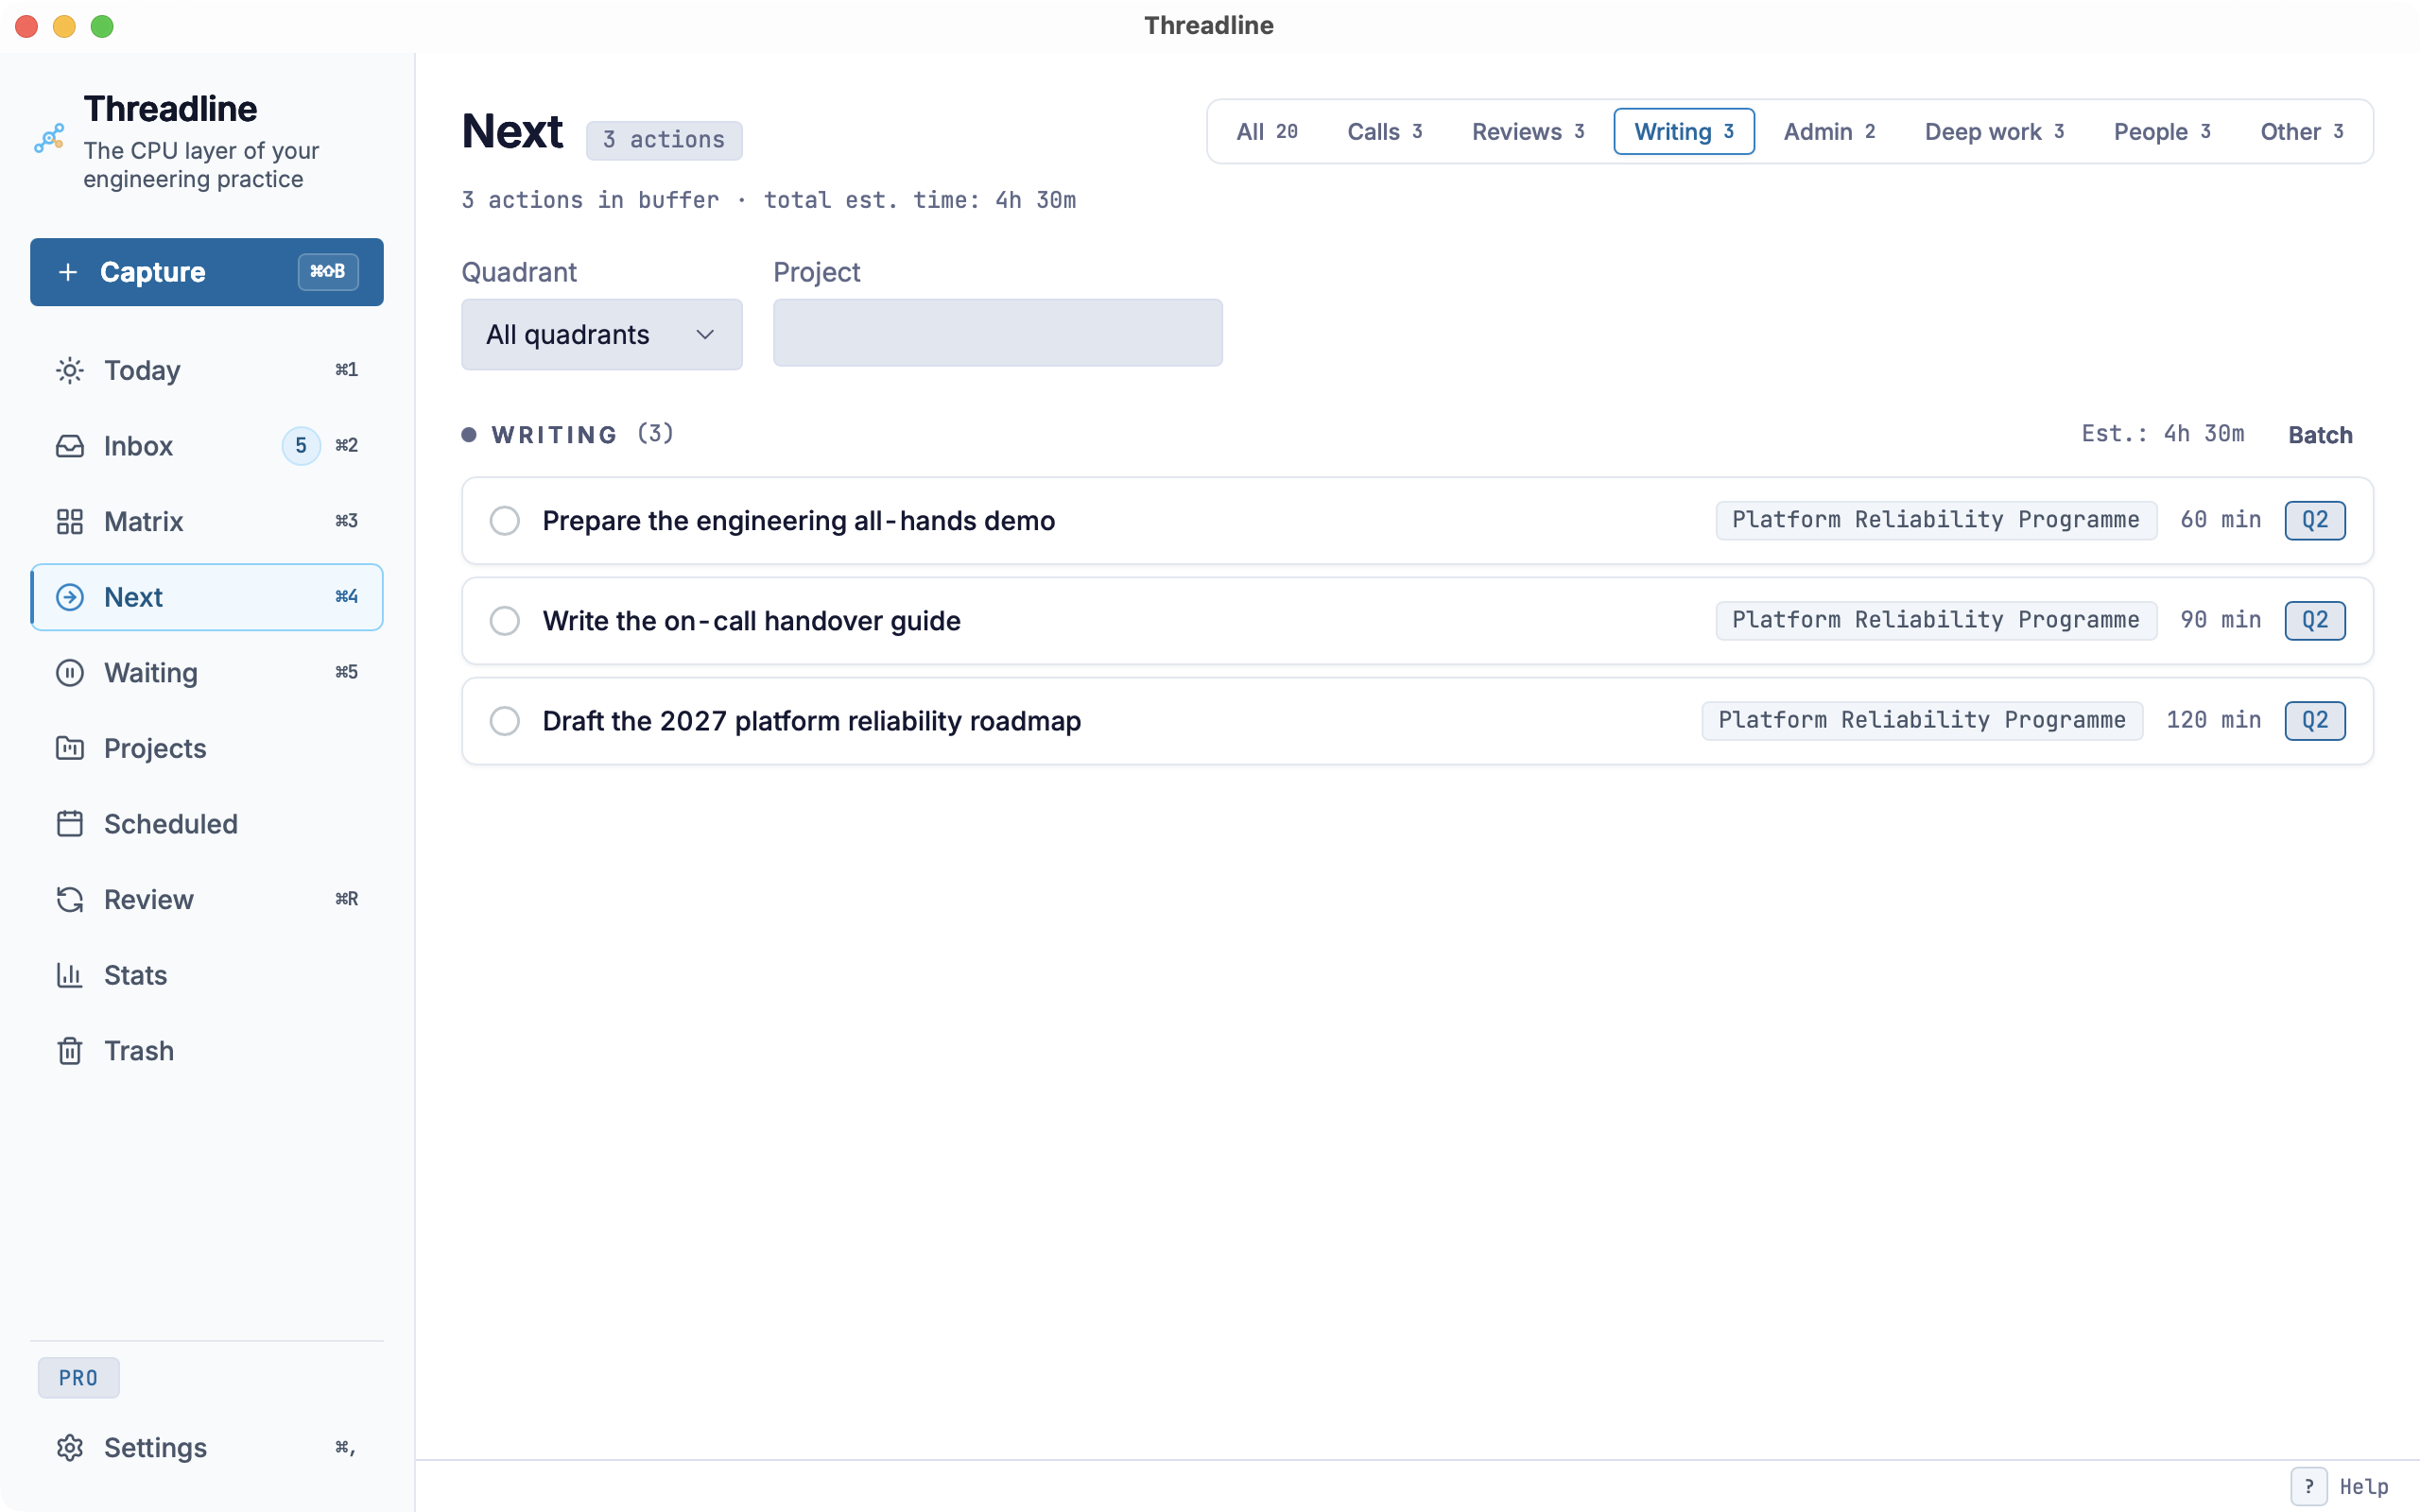 Threadline
Threadline
The CPU layer of your
engineering practice
+ Capture ⌘⇧B
Today ⌘1
Inbox 5 ⌘2
Matrix ⌘3
Next ⌘4
Waiting ⌘5
Projects
Scheduled
Review ⌘R
Stats
Trash
PRO
Settings ⌘,
Next 3 actions
All 20 Calls 3 Reviews 3 Writing 3 Admin 2 Deep work 3 People 3 Other 3
3 actions in buffer · total est. time: 4h 30m
Quadrant Project
All quadrants
WRITING (3) Est.: 4h 30m Batch
Prepare the engineering all-hands demo Platform Reliability Programme 60 min Q2
Write the on-call handover guide Platform Reliability Programme 90 min Q2
Draft the 2027 platform reliability roadmap Platform Reliability Programme 120 min Q2
? Help